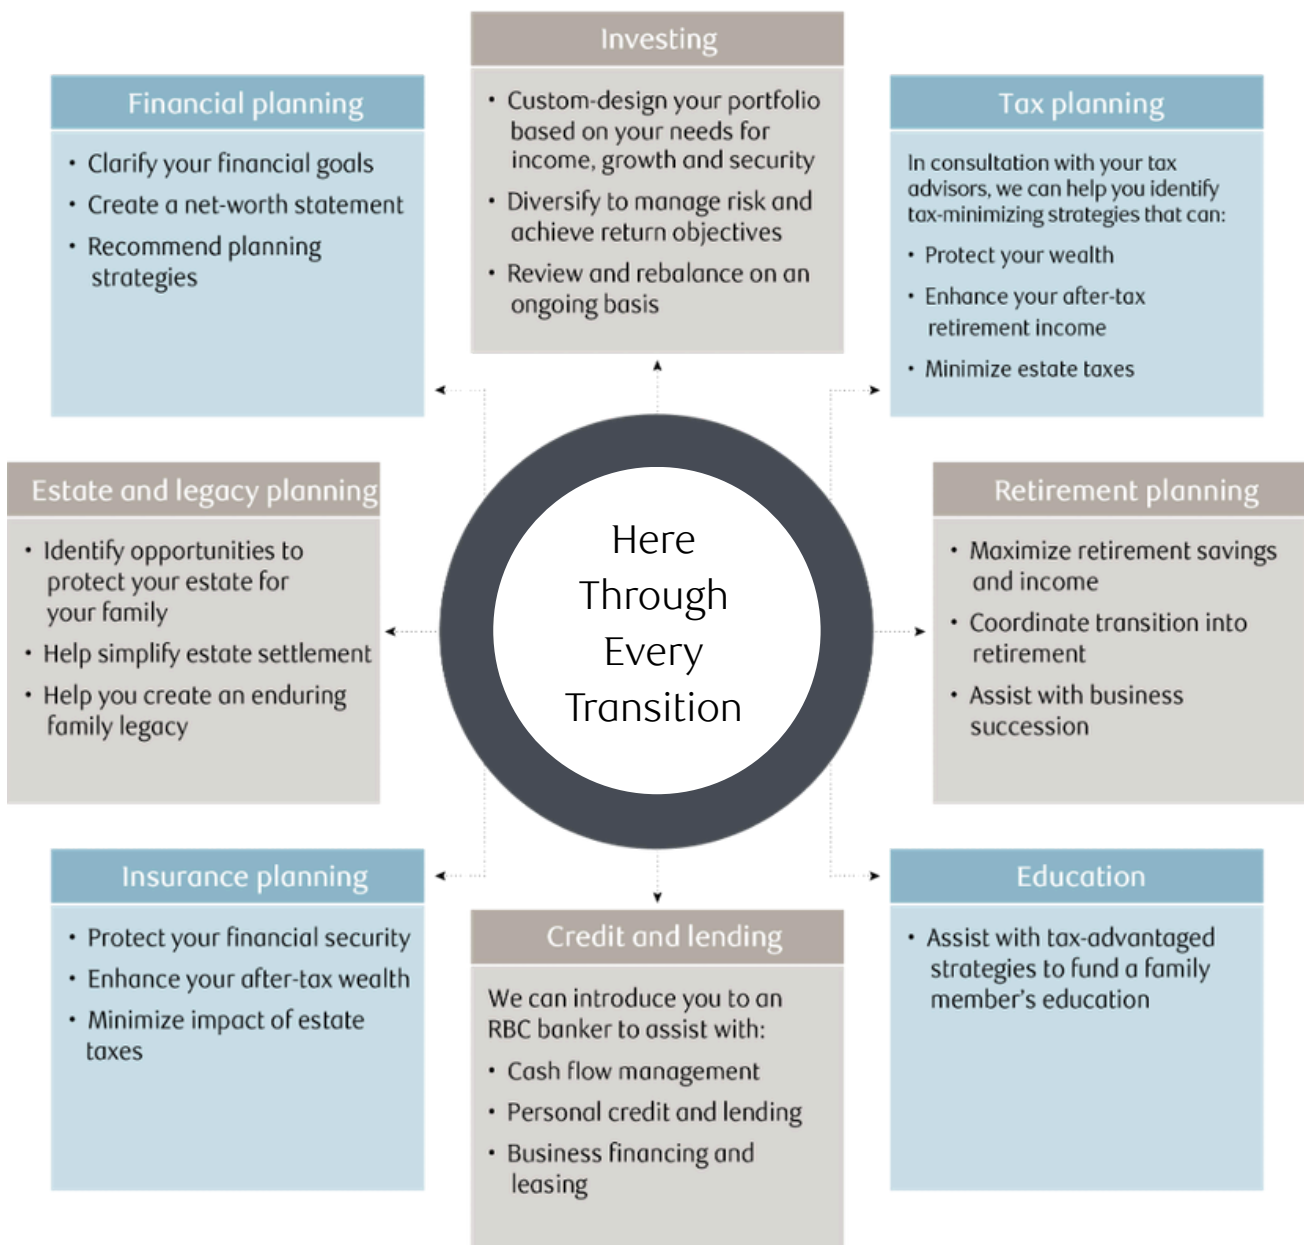 Investing
• Custom-design your portfolio
based on your needs for
income, growth and security
• Diversify to manage risk and
achieve return objectives
• Review and rebalance on an
ongoing basis
Financial planning
• Clarify your financial goals
• Create a net-worth statement
• Recommend planning
strategies
Tax planning
In consultation with your tax
advisors, we can help you identify
tax-minimizing strategies that can:
• Protect your wealth
• Enhance your after-tax
retirement income
• Minimize estate taxes
Estate and legacy planning
• Identify opportunities to
protect your estate for
your family
• Help simplify estate settlement
• Help you create an enduring
family legacy
Here
Through
Every
Transition
Retirement planning
• Maximize retirement savings
and income
• Coordinate transition into
retirement
• Assist with business
succession
Insurance planning
• Protect your financial security
• Enhance your after-tax wealth
• Minimize impact of estate
taxes
Credit and lending
We can introduce you to an
RBC banker to assist with:
• Cash flow management
• Personal credit and lending
• Business financing and
leasing
Education
• Assist with tax-advantaged
strategies to fund a family
member's education